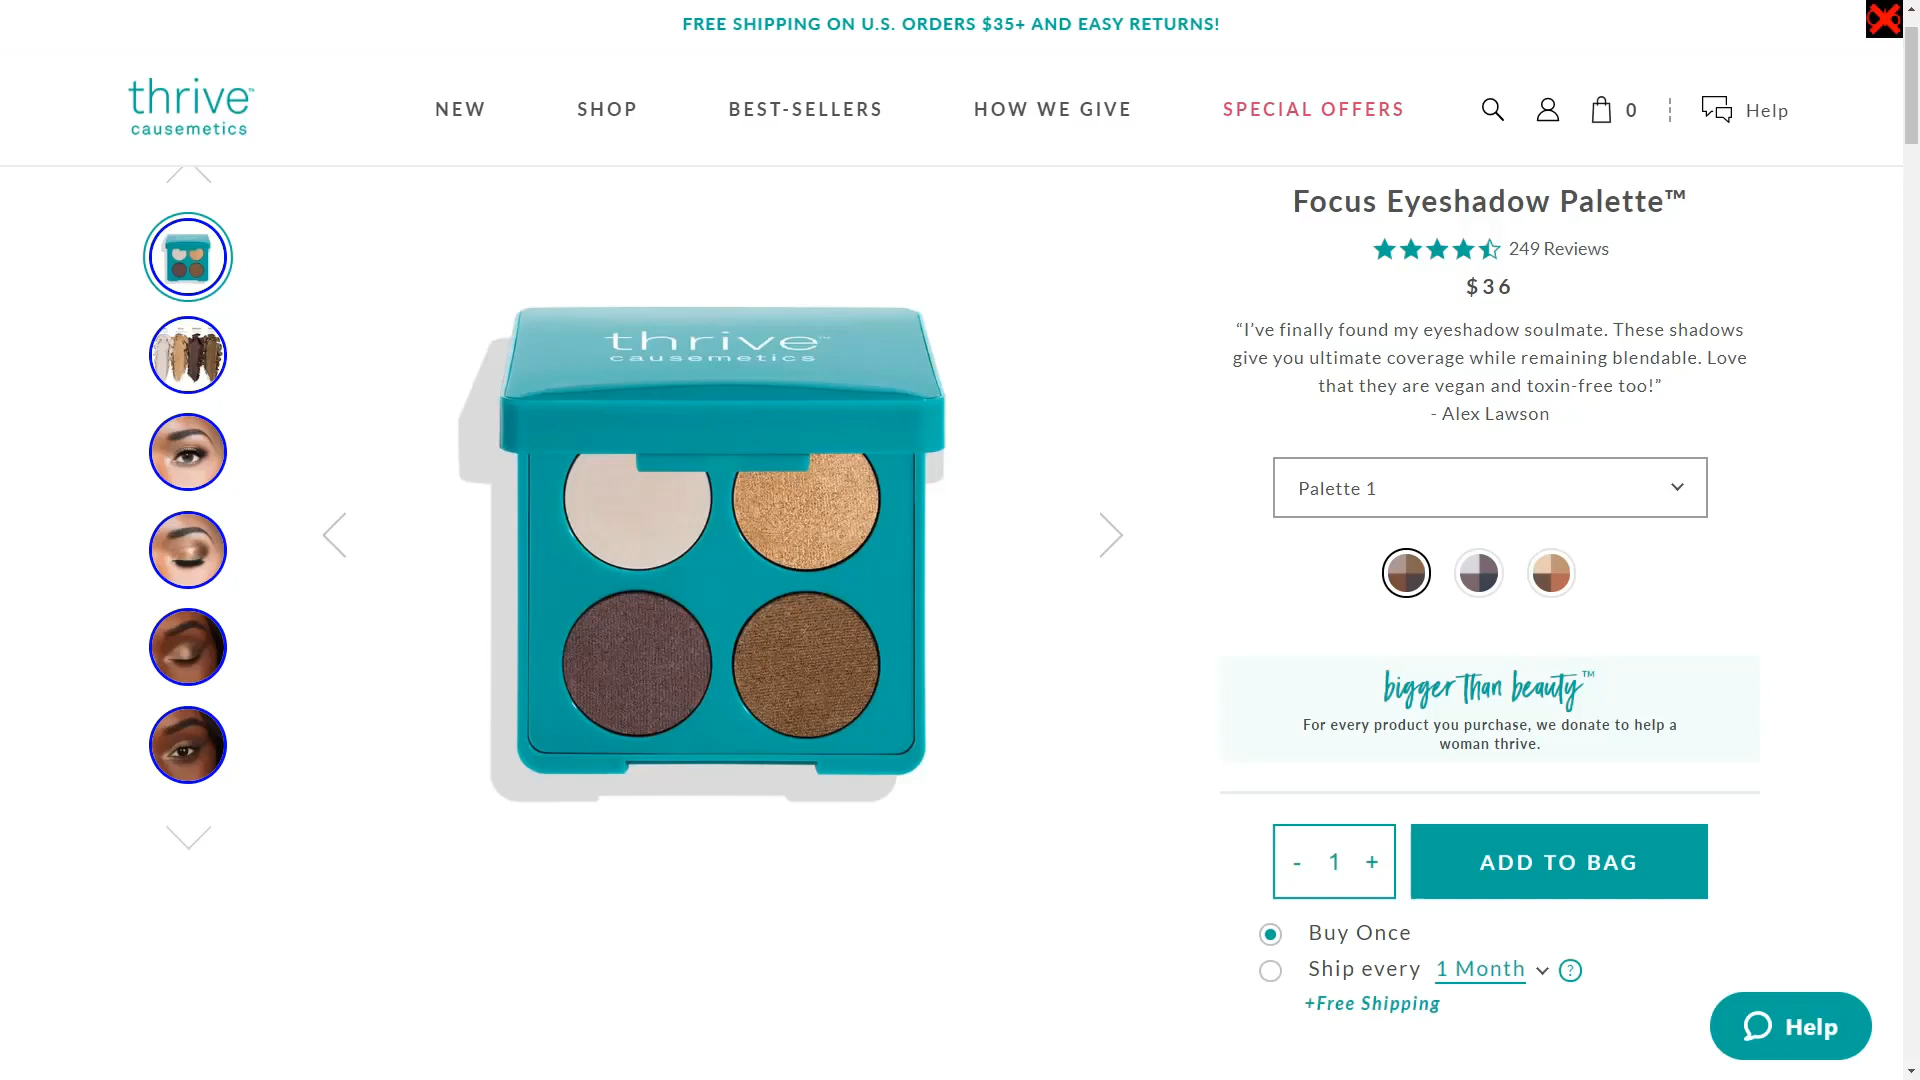 FREE SHIPPING ON U.S. ORDERS $35+ AND EASY RETURNS!
thrive™
causemetics
NEW
SHOP
BEST-SELLERS
HOW WE GIVE
SPECIAL OFFERS
0
Help
thrive™
causemetics
Focus Eyeshadow Palette™
249 Reviews
$36
“I’ve finally found my eyeshadow soulmate. These shadows
give you ultimate coverage while remaining blendable. Love
that they are vegan and toxin-free too!”
- Alex Lawson
Palette 1
bigger than beauty™
For every product you purchase, we donate to help a
woman thrive.
- 1 +
ADD TO BAG
Buy Once
Ship every 1 Month ?
+Free Shipping
Help